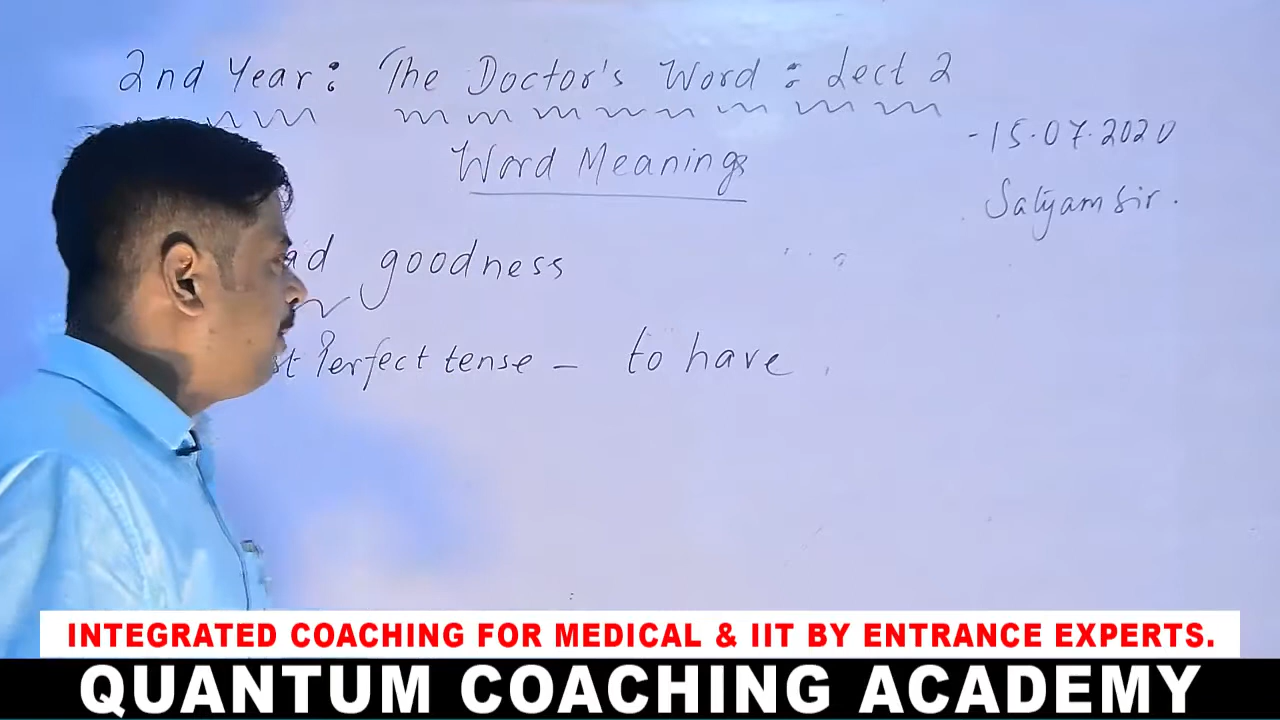 2nd Year: The Doctor's Word: Lect 2
-15.07.2020
Word Meanings
Satyam Sir.
goodness
Perfect tense - to have
INTEGRATED COACHING FOR MEDICAL & IIT BY ENTRANCE EXPERTS.
QUANTUM COACHING ACADEMY